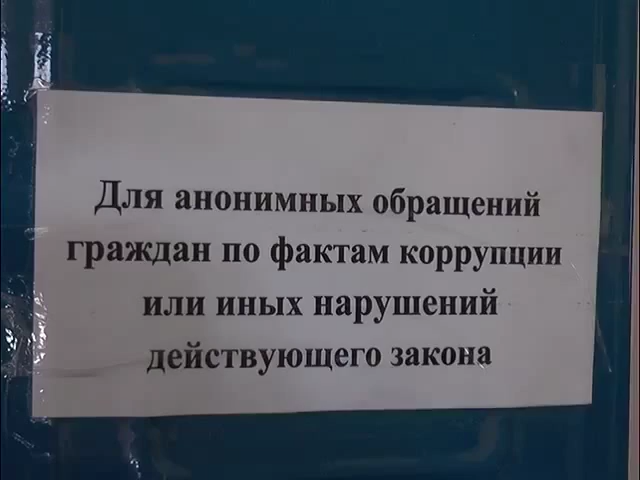 Для анонимных обращений
граждан по фактам коррупции
или иных нарушений
действующего закона